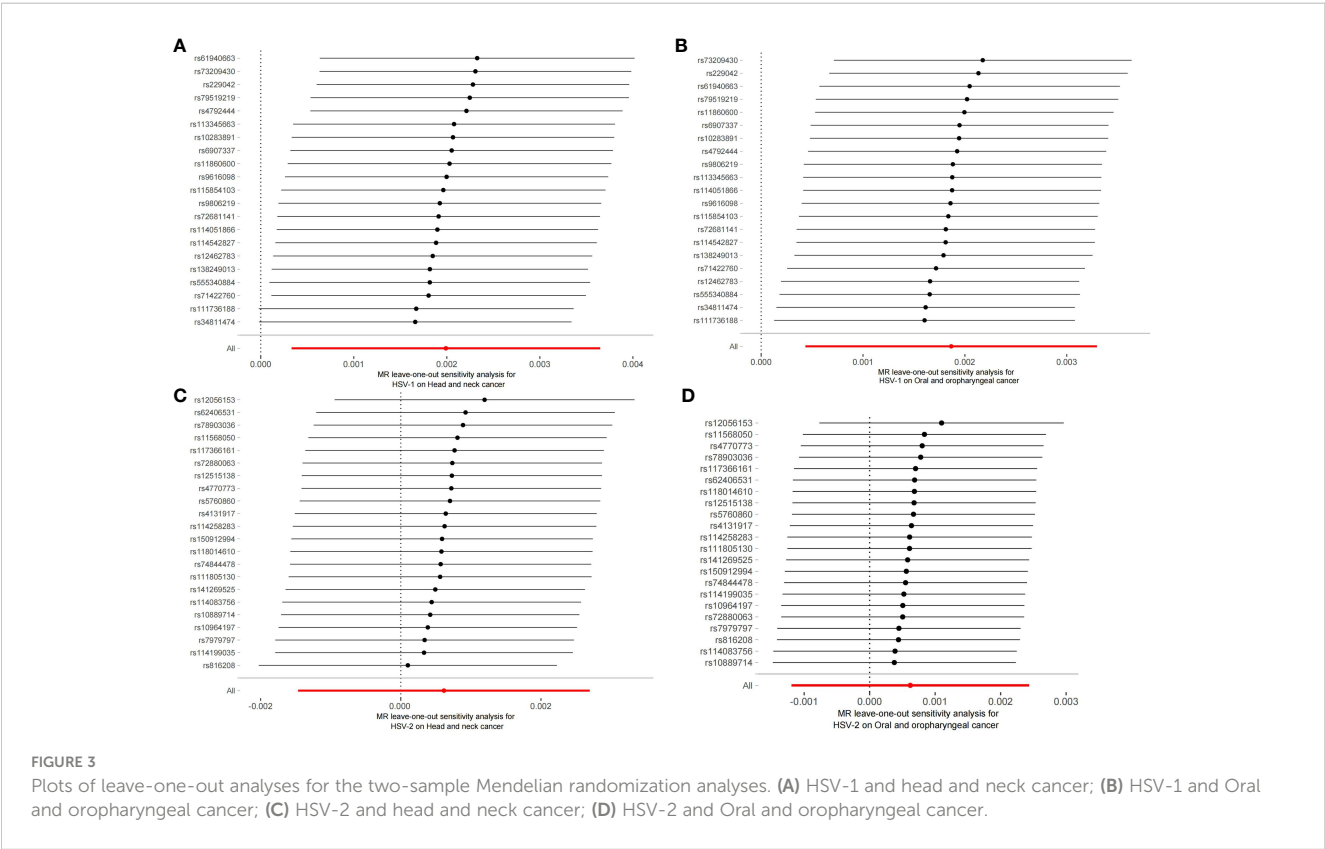 A
rs61940663
rs73209430
rs229042
rs79519219
rs4792444
rs113345663
rs10283891
rs6907337
rs11860600
rs9616098
rs115854103
rs9806219
rs72681141
rs114051866
rs114542827
rs12462783
rs138249013
rs555340884
rs71422760
rs111736188
rs34811474
All
0.000 0.001 0.002 0.003 0.004
MR leave-one-out sensitivity analysis for
HSV-1 on Head and neck cancer
B
rs73209430
rs229042
rs61940663
rs79519219
rs11860600
rs6907337
rs10283891
rs4792444
rs9806219
rs113345663
rs114051866
rs9616098
rs115854103
rs72681141
rs114542827
rs138249013
rs71422760
rs12462783
rs555340884
rs34811474
rs111736188
All
0.000 0.001 0.002 0.003
MR leave-one-out sensitivity analysis for
HSV-1 on Oral and oropharyngeal cancer
C
rs12056153
rs62406531
rs78903036
rs11568050
rs117366161
rs72880063
rs12515138
rs4770773
rs5760860
rs4131917
rs114258283
rs150912994
rs118014610
rs74844478
rs111805130
rs141269525
rs114083756
rs10889714
rs10964197
rs7979797
rs114199035
rs816208
All
-0.002 0.000 0.002
MR leave-one-out sensitivity analysis for
HSV-2 on Head and neck cancer
D
rs12056153
rs11568050
rs4770773
rs78903036
rs117366161
rs62406531
rs118014610
rs12515138
rs5760860
rs4131917
rs114258283
rs111805130
rs141269525
rs150912994
rs74844478
rs114199035
rs10964197
rs72880063
rs7979797
rs816208
rs114083756
rs10889714
All
-0.001 0.000 0.001 0.002 0.003
MR leave-one-out sensitivity analysis for
HSV-2 on Oral and oropharyngeal cancer
FIGURE 3
Plots of leave-one-out analyses for the two-sample Mendelian randomization analyses. (A) HSV-1 and head and neck cancer; (B) HSV-1 and Oral
and oropharyngeal cancer; (C) HSV-2 and head and neck cancer; (D) HSV-2 and Oral and oropharyngeal cancer.